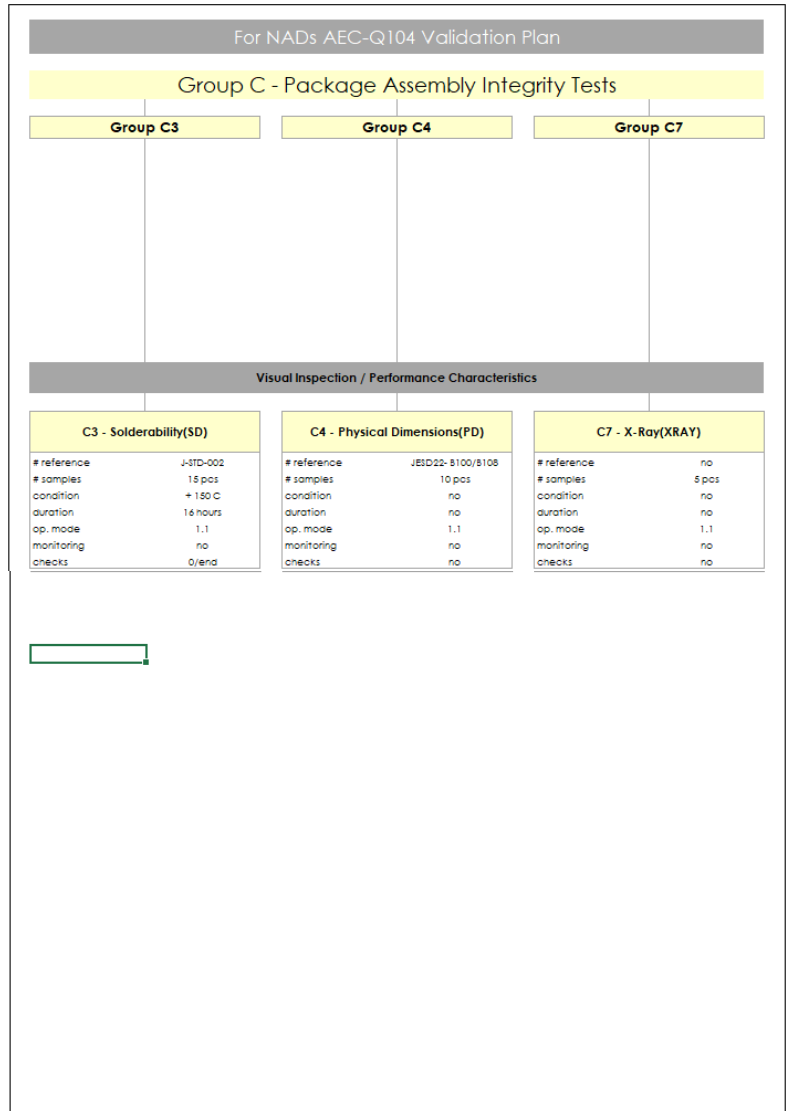 For NADs AEC-Q104 Validation Plan
Group C - Package Assembly Integrity Tests
Group C3 Group C4 Group C7
Visual Inspection / Performance Characteristics
C3 - Solderability(SD) C4 - Physical Dimensions(PD) C7 - X-Ray(XRAY)
# reference J-STD-002 # reference JESD22- B100/B108 # reference no
# samples 15 pcs # samples 10 pcs # samples 5 pcs
condition + 150 C condition no condition no
duration 16 hours duration no duration no
op. mode 1.1 op. mode 1.1 op. mode 1.1
monitoring no monitoring no monitoring no
checks 0/end checks no checks no